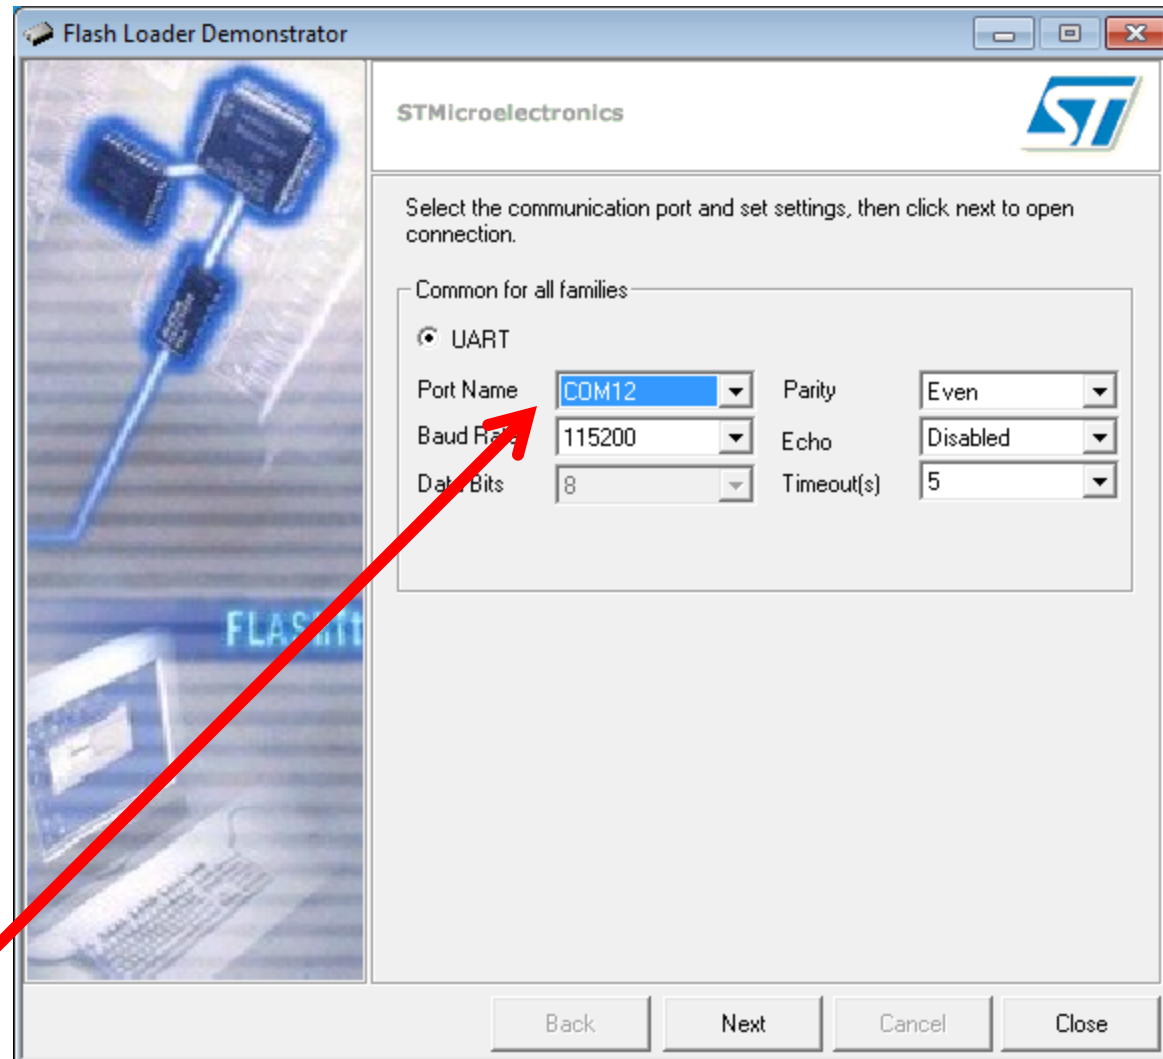 Flash Loader Demonstrator
STMicroelectronics
ST
Select the communication port and set settings, then click next to open
connection.
Common for all families
UART
Port Name COM12 Parity Even
Baud 115200 Echo Disabled
Bits 8 Timeout(s) 5
Back Next Cancel Close